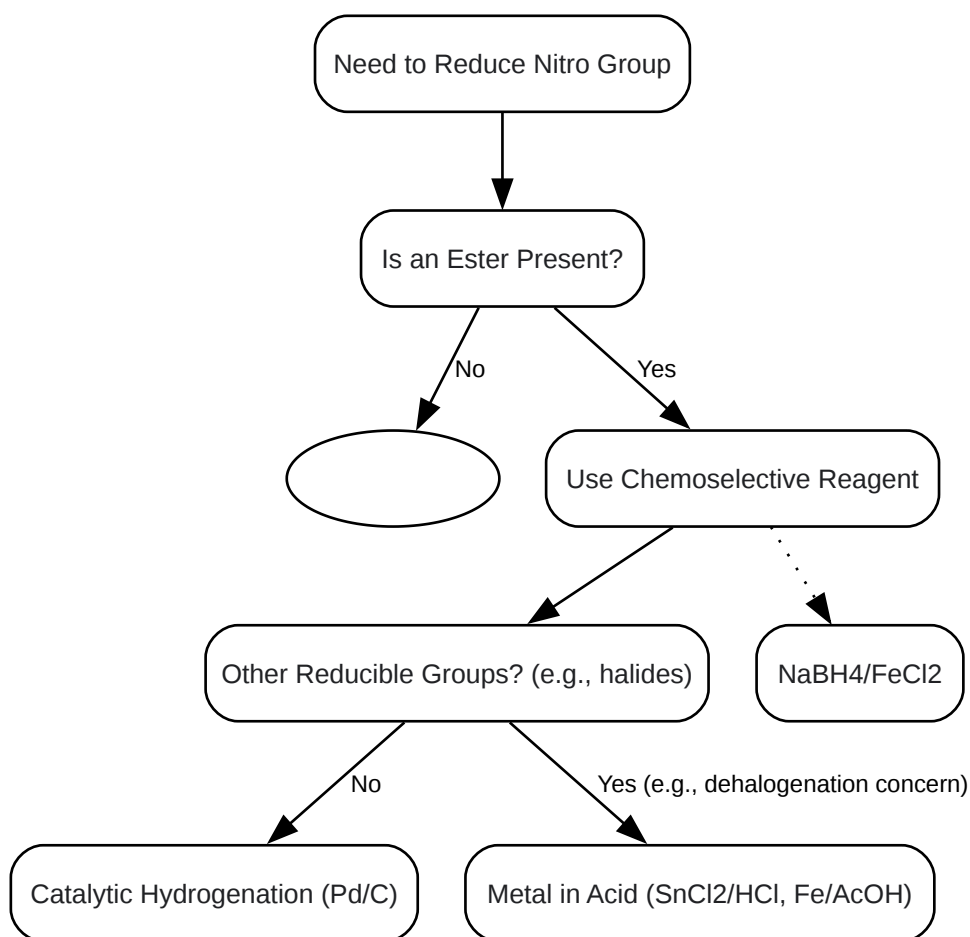 Need to Reduce Nitro Group
Is an Ester Present?
No
Yes
Use Chemoselective Reagent
Other Reducible Groups? (e.g., halides)
NaBH4/FeCl2
No
Yes (e.g., dehalogenation concern)
Catalytic Hydrogenation (Pd/C)
Metal in Acid (SnCl2/HCl, Fe/AcOH)